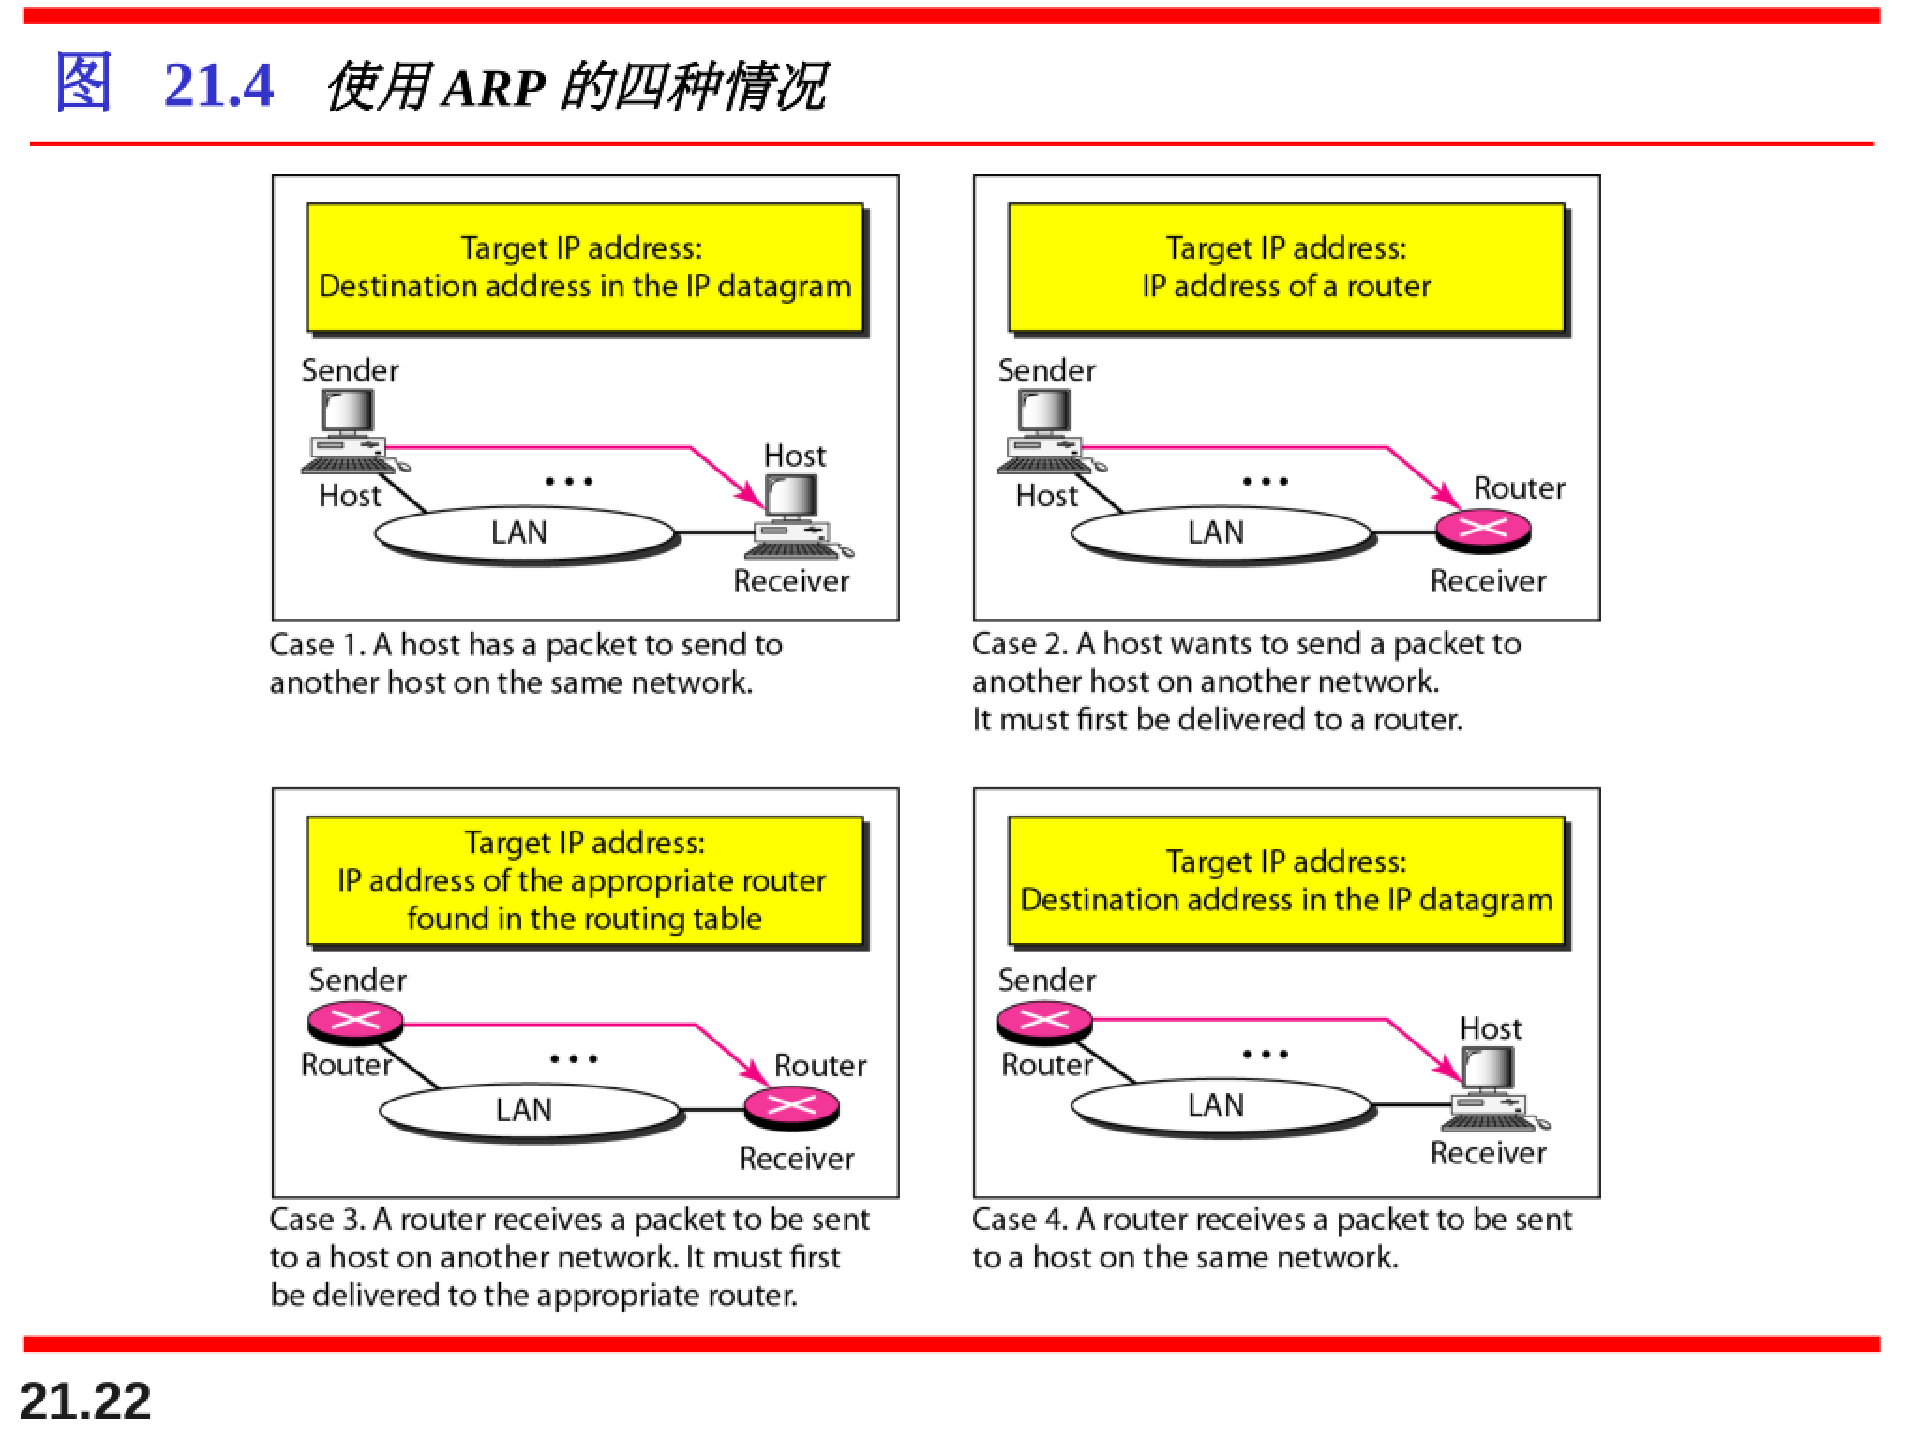 图 21.4 使用 ARP 的四种情况
Target IP address:
Destination address in the IP datagram
Sender
Host
Host
LAN
Receiver
Case 1. A host has a packet to send to
another host on the same network.
Target IP address:
IP address of a router
Sender
Router
Host
LAN
Receiver
Case 2. A host wants to send a packet to
another host on another network.
It must first be delivered to a router.
Target IP address:
IP address of the appropriate router
found in the routing table
Sender
Router
Router
LAN
Receiver
Case 3. A router receives a packet to be sent
to a host on another network. It must first
be delivered to the appropriate router.
Target IP address:
Destination address in the IP datagram
Sender
Host
Router
LAN
Receiver
Case 4. A router receives a packet to be sent
to a host on the same network.
21.22